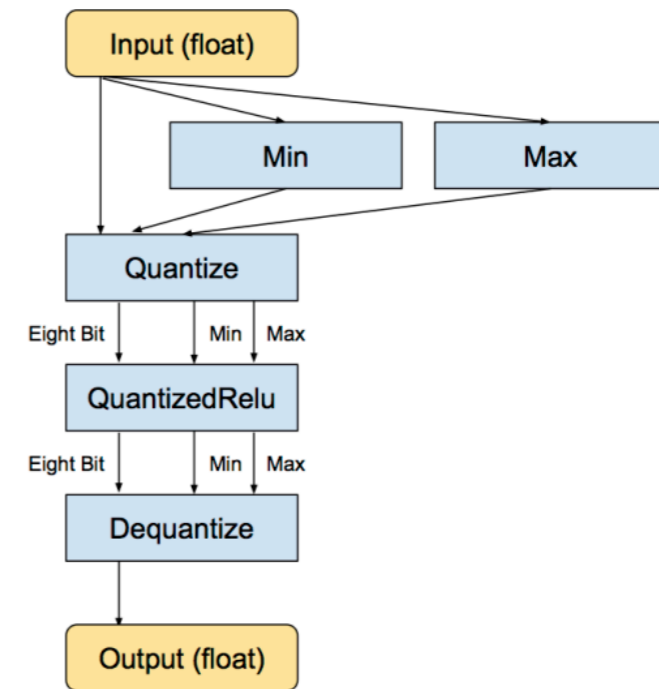 Input (float)
Min
Max
Quantize
Eight Bit Min Max
QuantizedRelu
Eight Bit Min Max
Dequantize
Output (float)